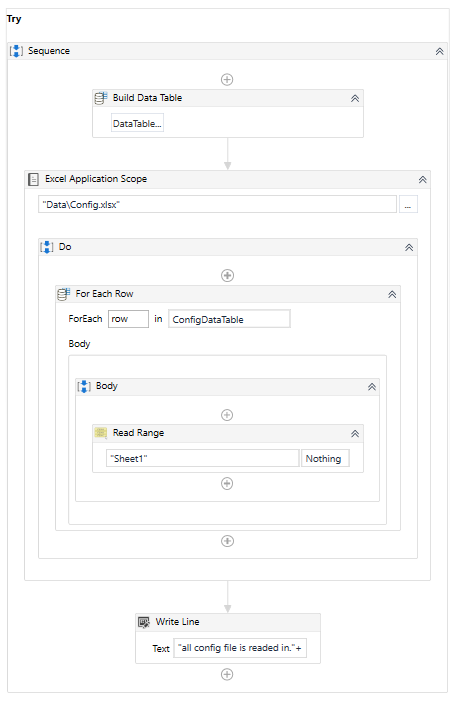 Try
Sequence
Build Data Table
DataTable...
Excel Application Scope
"Data\Config.xlsx" ...
Do
For Each Row
ForEach row in ConfigDataTable
Body
Body
Read Range
"Sheet1" Nothing
Write Line
Text "all config file is readed in."+